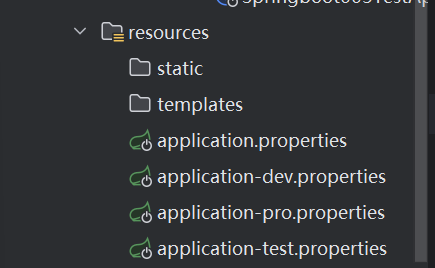 resources
static
templates
application.properties
application-dev.properties
application-pro.properties
application-test.properties